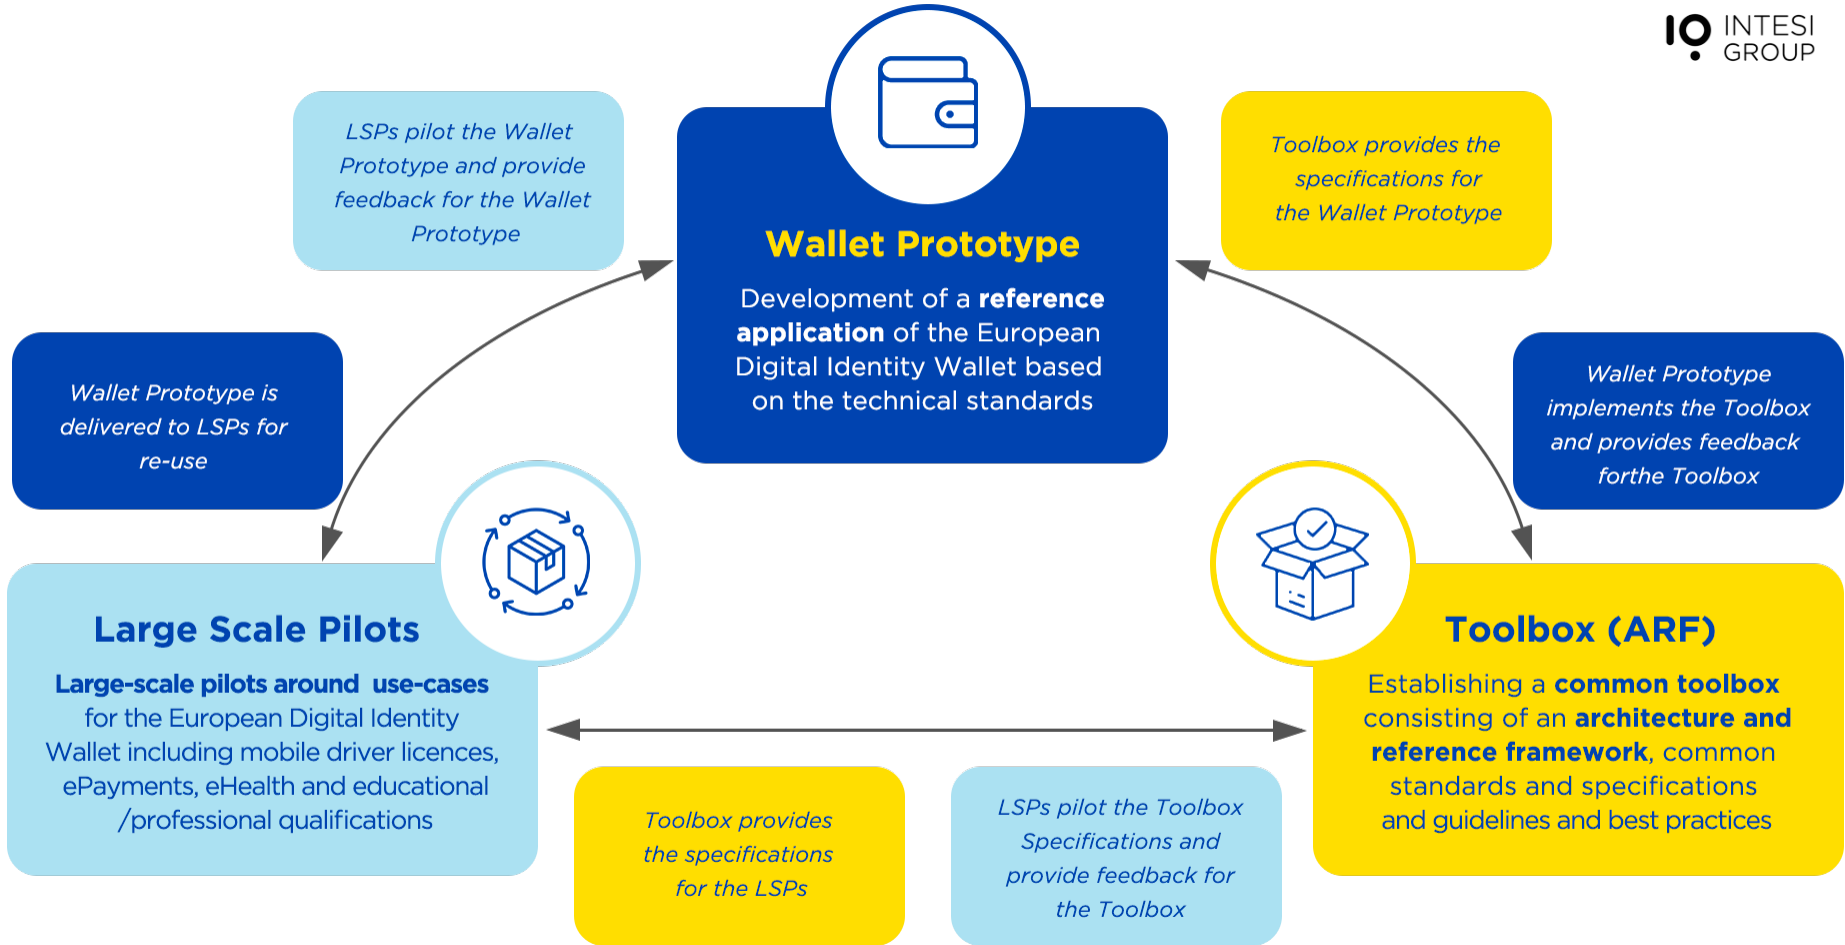 INTESI
GROUP
LSPs pilot the Wallet
Prototype and provide
feedback for the Wallet
Prototype
Toolbox provides the
specifications for
the Wallet Prototype
Wallet Prototype
Development of a reference
application of the European
Digital Identity Wallet based
on the technical standards
Wallet Prototype is
delivered to LSPs for
re-use
Wallet Prototype
implements the Toolbox
and provides feedback
forthe Toolbox
Large Scale Pilots
Large-scale pilots around use-cases
for the European Digital Identity
Wallet including mobile driver licences,
ePayments, eHealth and educational
/professional qualifications
Toolbox (ARF)
Establishing a common toolbox
consisting of an architecture and
reference framework, common
standards and specifications
and guidelines and best practices
Toolbox provides
the specifications
for the LSPs
LSPs pilot the Toolbox
Specifications and
provide feedback for
the Toolbox